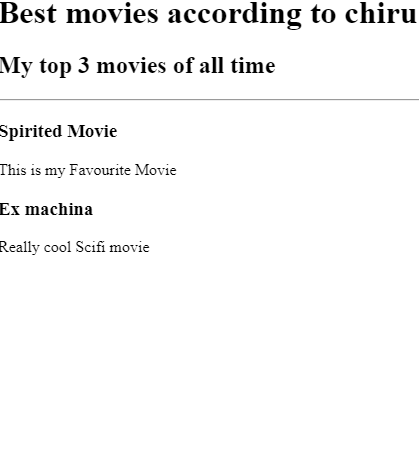 Best movies according to chiru
My top 3 movies of all time
Spirited Movie
This is my Favourite Movie
Ex machina
Really cool Scifi movie